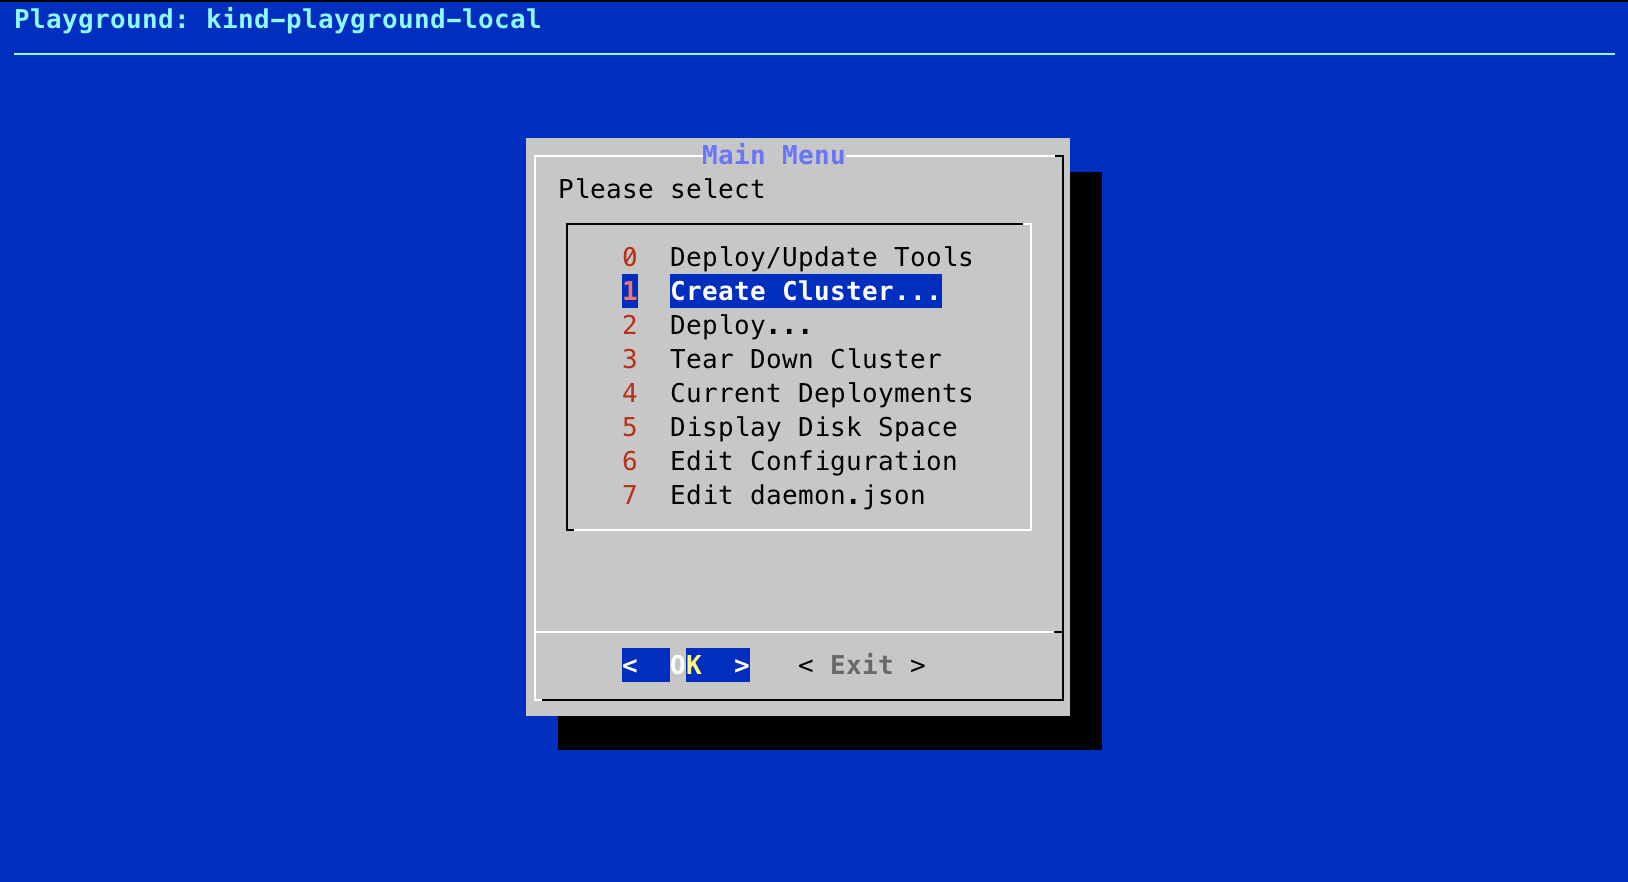 Playground: kind-playground-local
Main Menu
Please select
0 Deploy/Update Tools
1 Create Cluster...
2 Deploy...
3 Tear Down Cluster
4 Current Deployments
5 Display Disk Space
6 Edit Configuration
7 Edit daemon.json
< OK > < Exit >